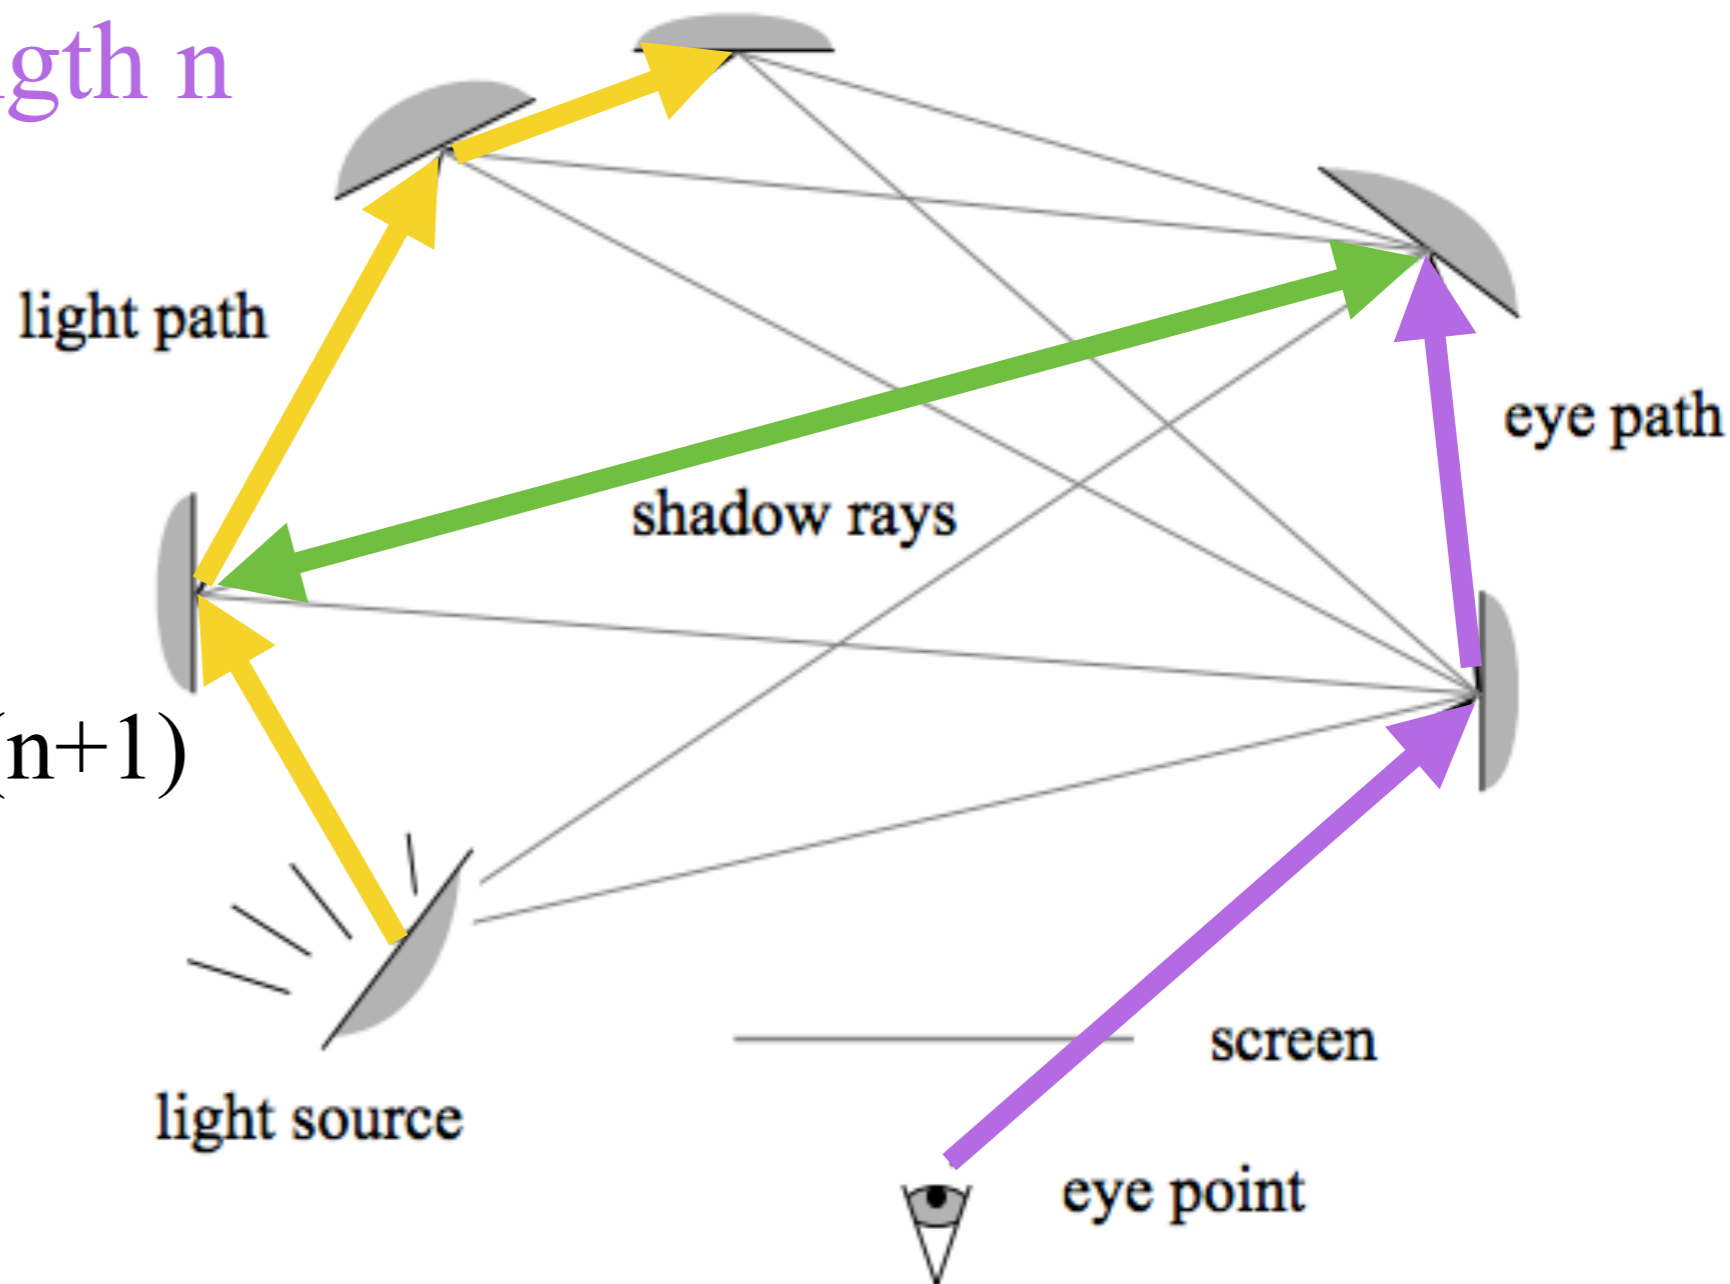 gth n
light path
eye path
shadow rays
(n+1)
screen
light source
eye point